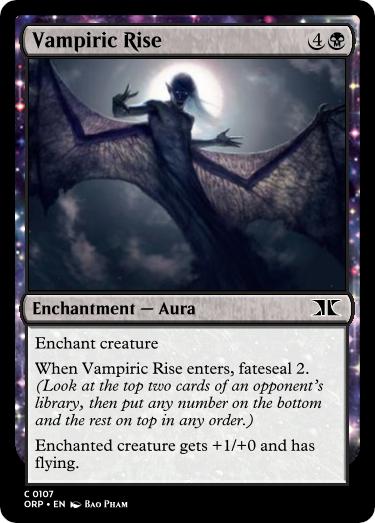 Vampiric Rise 4
Enchantment — Aura
Enchant creature
When Vampiric Rise enters, fateseal 2.
(Look at the top two cards of an opponent's
library, then put any number on the bottom
and the rest on top in any order.)
Enchanted creature gets +1/+0 and has
flying.
C 0107
ORP • EN Bao Pham